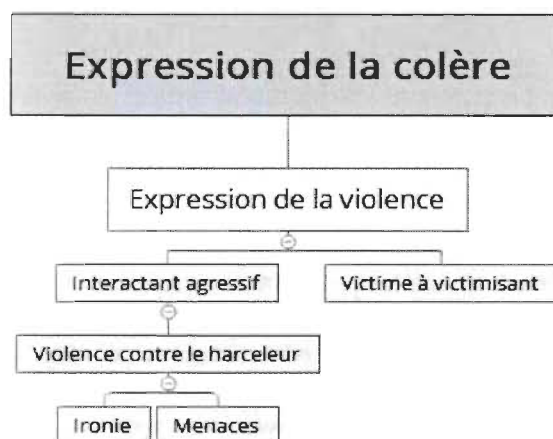 Expression de la colère
Expression de la violence
Interactant agressif
Victime à victimisant
Violence contre le harceleur
Ironie
Menaces